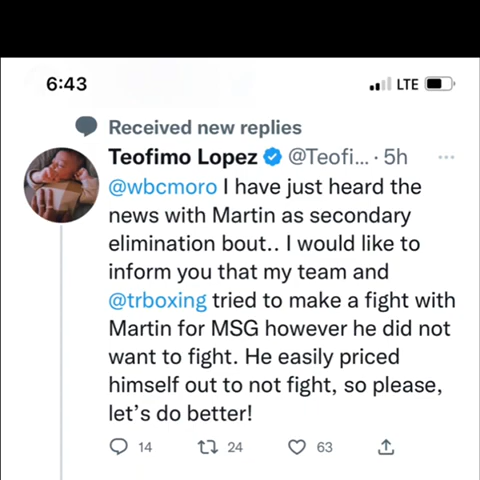 6:43 LTE
Received new replies
Teofimo Lopez @Teofi... · 5h
@wbcmoro I have just heard the
news with Martin as secondary
elimination bout.. I would like to
inform you that my team and
@trboxing tried to make a fight with
Martin for MSG however he did not
want to fight. He easily priced
himself out to not fight, so please,
let's do better!
14 24 63